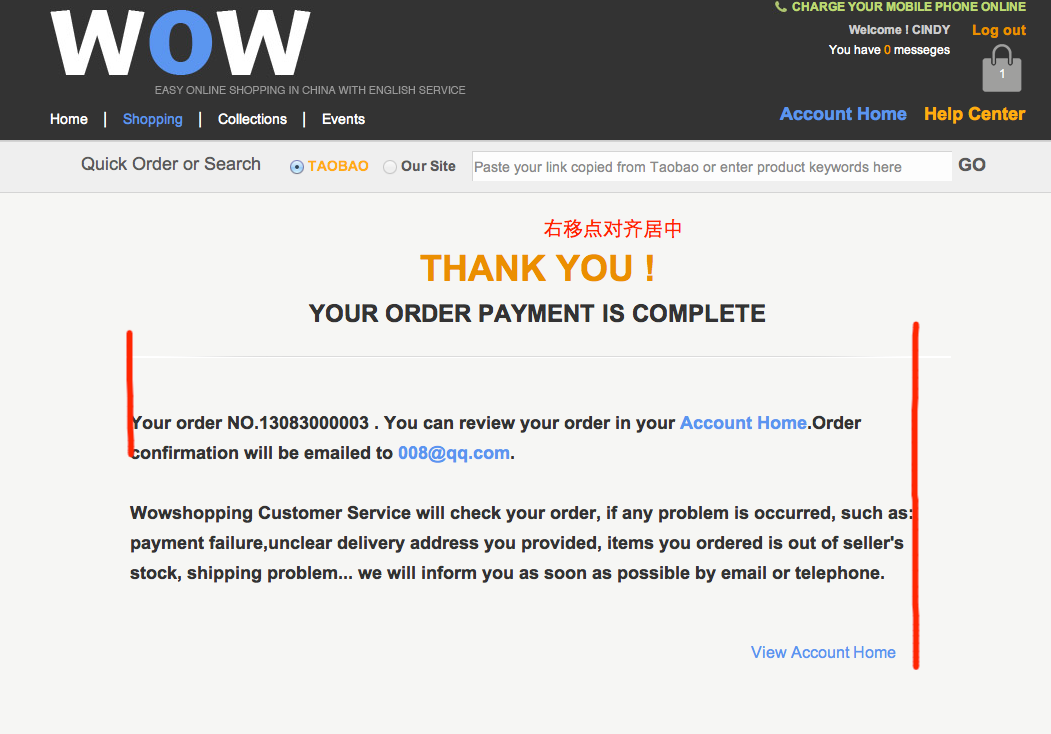 CHARGE YOUR MOBILE PHONE ONLINE
WOW
Welcome ! CINDY Log out
You have 0 messeges
1
EASY ONLINE SHOPPING IN CHINA WITH ENGLISH SERVICE
Home | Shopping | Collections | Events
Account Home Help Center
Quick Order or Search TAOBAO Our Site Paste your link copied from Taobao or enter product keywords here GO
右移点对齐居中
THANK YOU !
YOUR ORDER PAYMENT IS COMPLETE
Your order NO.13083000003 . You can review your order in your Account Home.Order
confirmation will be emailed to 008@qq.com.
Wowshopping Customer Service will check your order, if any problem is occurred, such as:
payment failure,unclear delivery address you provided, items you ordered is out of seller's
stock, shipping problem... we will inform you as soon as possible by email or telephone.
View Account Home